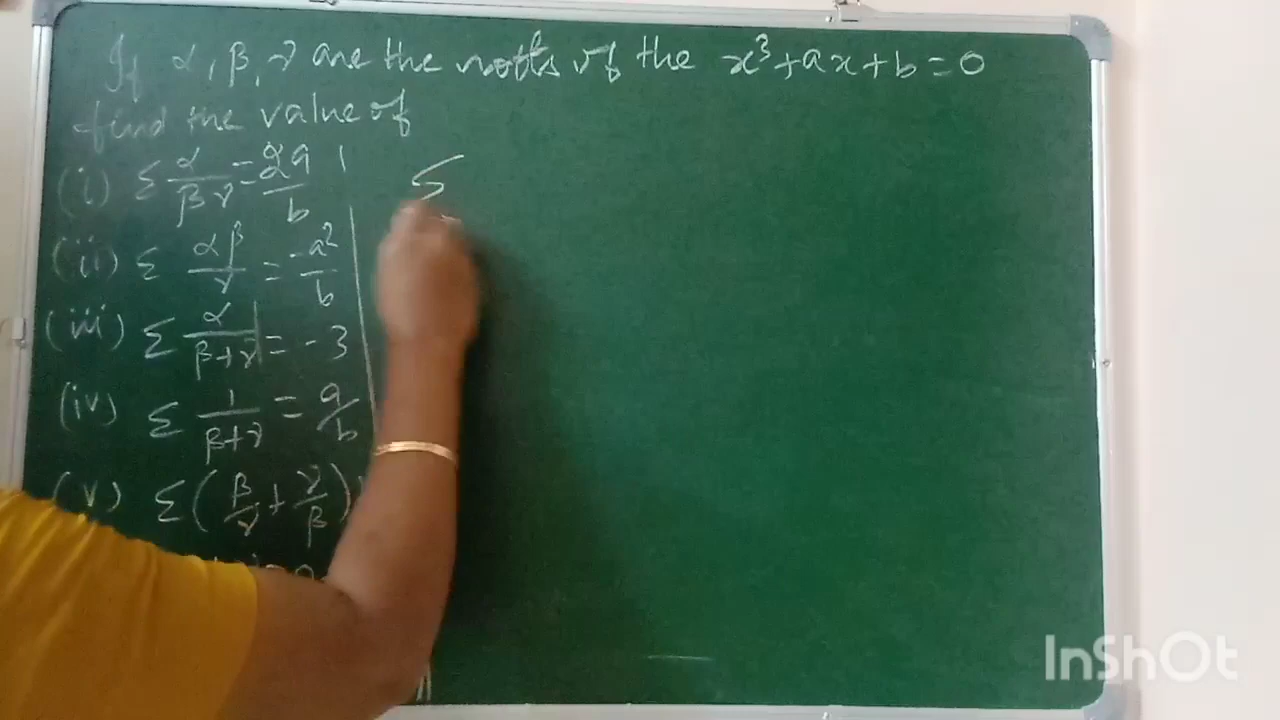 If α, β, γ are the roots of the x³+ax+b=0
find the value of
(i) Σ α/βγ = 2a/b
(ii) Σ αβ/γ = -a²/b
(iii) Σ α/β+γ = -3
(iv) Σ 1/β+γ = a/b
(v) Σ (β/γ + γ/β)
Σ
InShOt